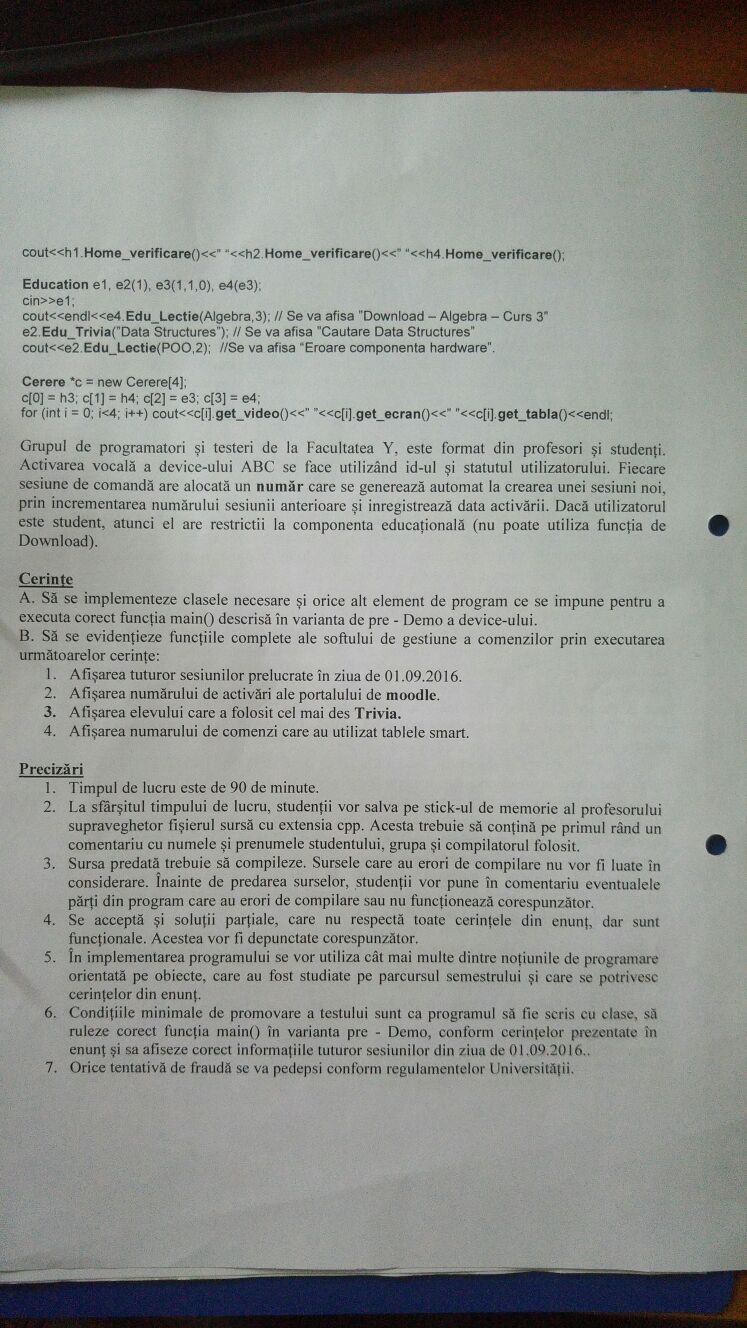 cout<<h1.Home_verificare()<<" "<<h2.Home_verificare()<<" "<<h4.Home_verificare();
Education e1, e2(1), e3(1,1,0), e4(e3);
cin>>e1;
cout<<endl<<e4.Edu_Lectie(Algebra,3); // Se va afisa "Download – Algebra – Curs 3"
e2.Edu_Trivia("Data Structures"); // Se va afisa "Cautare Data Structures"
cout<<e2.Edu_Lectie(POO,2); //Se va afisa "Eroare componenta hardware".
Cerere *c = new Cerere[4];
c[0] = h3; c[1] = h4; c[2] = e3; c[3] = e4;
for (int i = 0; i<4; i++) cout<<c[i].get_video()<<" "<<c[i].get_ecran()<<" "<<c[i].get_tabla()<<endl;
Grupul de programatori și testeri de la Facultatea Y, este format din profesori și studenți.
Activarea vocală a device-ului ABC se face utilizând id-ul și statutul utilizatorului. Fiecare
sesiune de comandă are alocată un număr care se generează automat la crearea unei sesiuni noi,
prin incrementarea numărului sesiunii anterioare și inregistrează data activării. Dacă utilizatorul
este student, atunci el are restrictii la componenta educațională (nu poate utiliza funcția de
Download).
Cerințe
A. Să se implementeze clasele necesare și orice alt element de program ce se impune pentru a
executa corect funcția main() descrisă în varianta de pre - Demo a device-ului.
B. Să se evidențieze funcțiile complete ale softului de gestiune a comenzilor prin executarea
următoarelor cerințe:
1. Afișarea tuturor sesiunilor prelucrate în ziua de 01.09.2016.
2. Afișarea numărului de activări ale portalului de moodle.
3. Afișarea elevului care a folosit cel mai des Trivia.
4. Afișarea numarului de comenzi care au utilizat tablele smart.
Precizări
1. Timpul de lucru este de 90 de minute.
2. La sfârșitul timpului de lucru, studenții vor salva pe stick-ul de memorie al profesorului
supraveghetor fișierul sursă cu extensia cpp. Acesta trebuie să conțină pe primul rând un
comentariu cu numele și prenumele studentului, grupa și compilatorul folosit.
3. Sursa predată trebuie să compileze. Sursele care au erori de compilare nu vor fi luate în
considerare. Înainte de predarea surselor, studenții vor pune în comentariu eventualele
părți din program care au erori de compilare sau nu funcționează corespunzător.
4. Se acceptă și soluții parțiale, care nu respectă toate cerințele din enunț, dar sunt
funcționale. Acestea vor fi depunctate corespunzător.
5. În implementarea programului se vor utiliza cât mai multe dintre noțiunile de programare
orientată pe obiecte, care au fost studiate pe parcursul semestrului și care se potrivesc
cerințelor din enunț.
6. Condițiile minimale de promovare a testului sunt ca programul să fie scris cu clase, să
ruleze corect funcția main() în varianta pre - Demo, conform cerințelor prezentate în
enunț și sa afiseze corect informațiile tuturor sesiunilor din ziua de 01.09.2016..
7. Orice tentativă de fraudă se va pedepsi conform regulamentelor Universității.